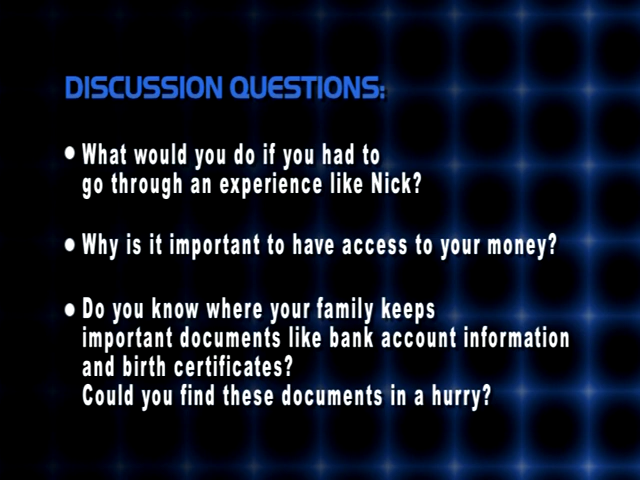 DISCUSSION QUESTIONS:
• What would you do if you had to
go through an experience like Nick?
• Why is it important to have access to your money?
• Do you know where your family keeps
important documents like bank account information
and birth certificates?
Could you find these documents in a hurry?